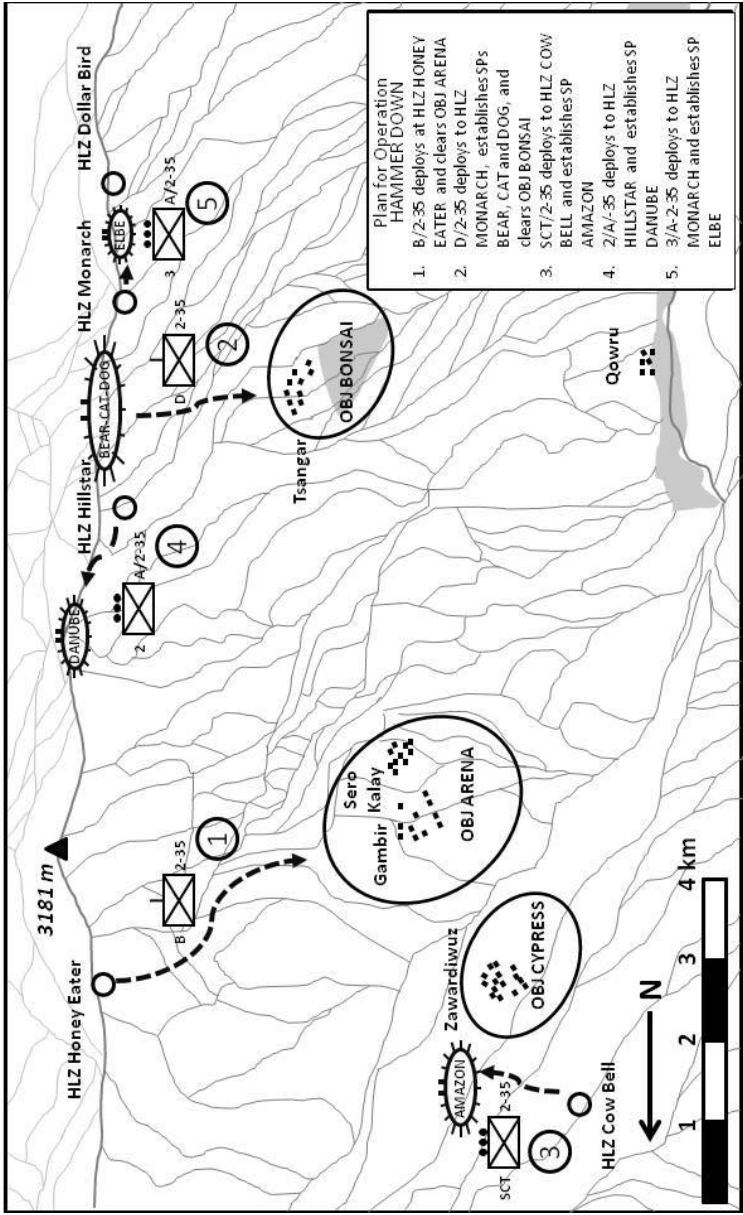 3181 m
HLZ Honey Eater
DANUBE
HLZ Hillstar
BEAR-CAT-DOG
HLZ Monarch
ELBE
HLZ Dollar Bird
B
2-35
1
2
A/2-35
4
D
2-35
2
3
A/2-35
5
Tsangar
OBJ BONSAI
Gambir
Sero
Kalay
OBJ ARENA
Zawardiwuz
OBJ CYPRESS
AMAZON
SCT
2-35
3
HLZ Cow Bell
Qowru
N
1
2
3
4 km
Plan for Operation
HAMMER DOWN
1. B/2-35 deploys at HLZ HONEY
EATER and clears OBJ ARENA
2. D/2-35 deploys to HLZ
MONARCH, establishes SPs
BEAR, CAT and DOG, and
clears OBJ BONSAI
3. SCT/2-35 deploys to HLZ COW
BELL and establishes SP
AMAZON
4. 2/A/-35 deploys to HLZ
HILLSTAR and establishes SP
DANUBE
5. 3/A-2-35 deploys to HLZ
MONARCH and establishes SP
ELBE